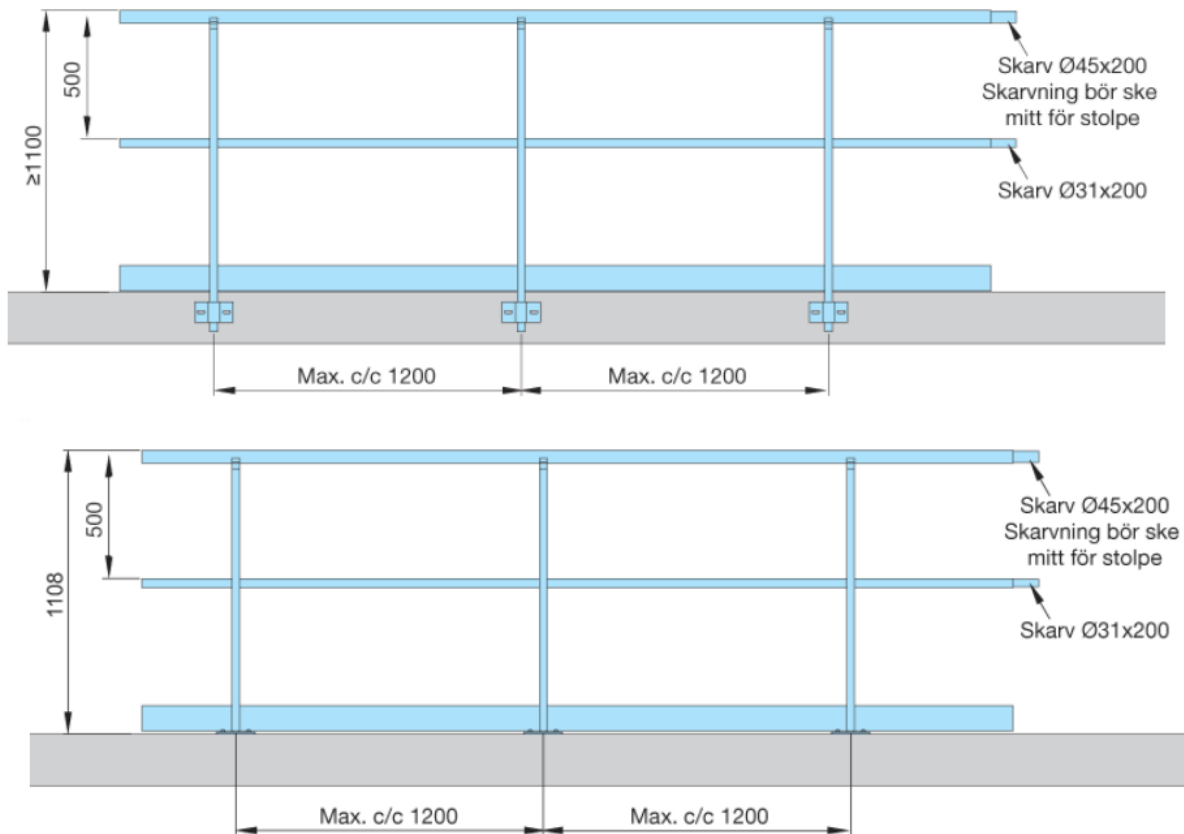 500
≥1100
Skarv Ø45x200
Skarvning bör ske
mitt för stolpe
Skarv Ø31x200
Max. c/c 1200
Max. c/c 1200
500
1108
Skarv Ø45x200
Skarvning bör ske
mitt för stolpe
Skarv Ø31x200
Max. c/c 1200
Max. c/c 1200